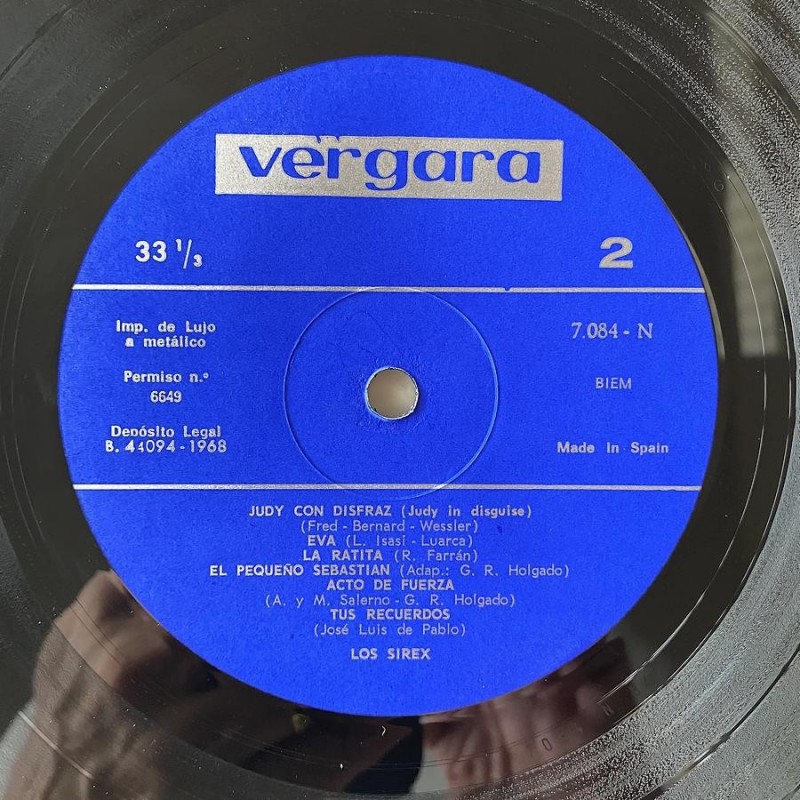 vergara
33 1/3
2
Imp. de Lujo
a metálico
7.084 - N
Permiso n.º
6649
BIEM
Depósito Legal
B. 44094 - 1968
Made in Spain
JUDY CON DISFRAZ (Judy in disguise)
(Fred - Bernard - Wessler)
EVA (L. Isasi - Luarca)
LA RATITA (R. Farrán)
EL PEQUEÑO SEBASTIAN (Adap.: G. R. Holgado)
ACTO DE FUERZA
(A. y M. Salerno - G. R. Holgado)
TUS RECUERDOS
(José Luis de Pablo)
LOS SIREX